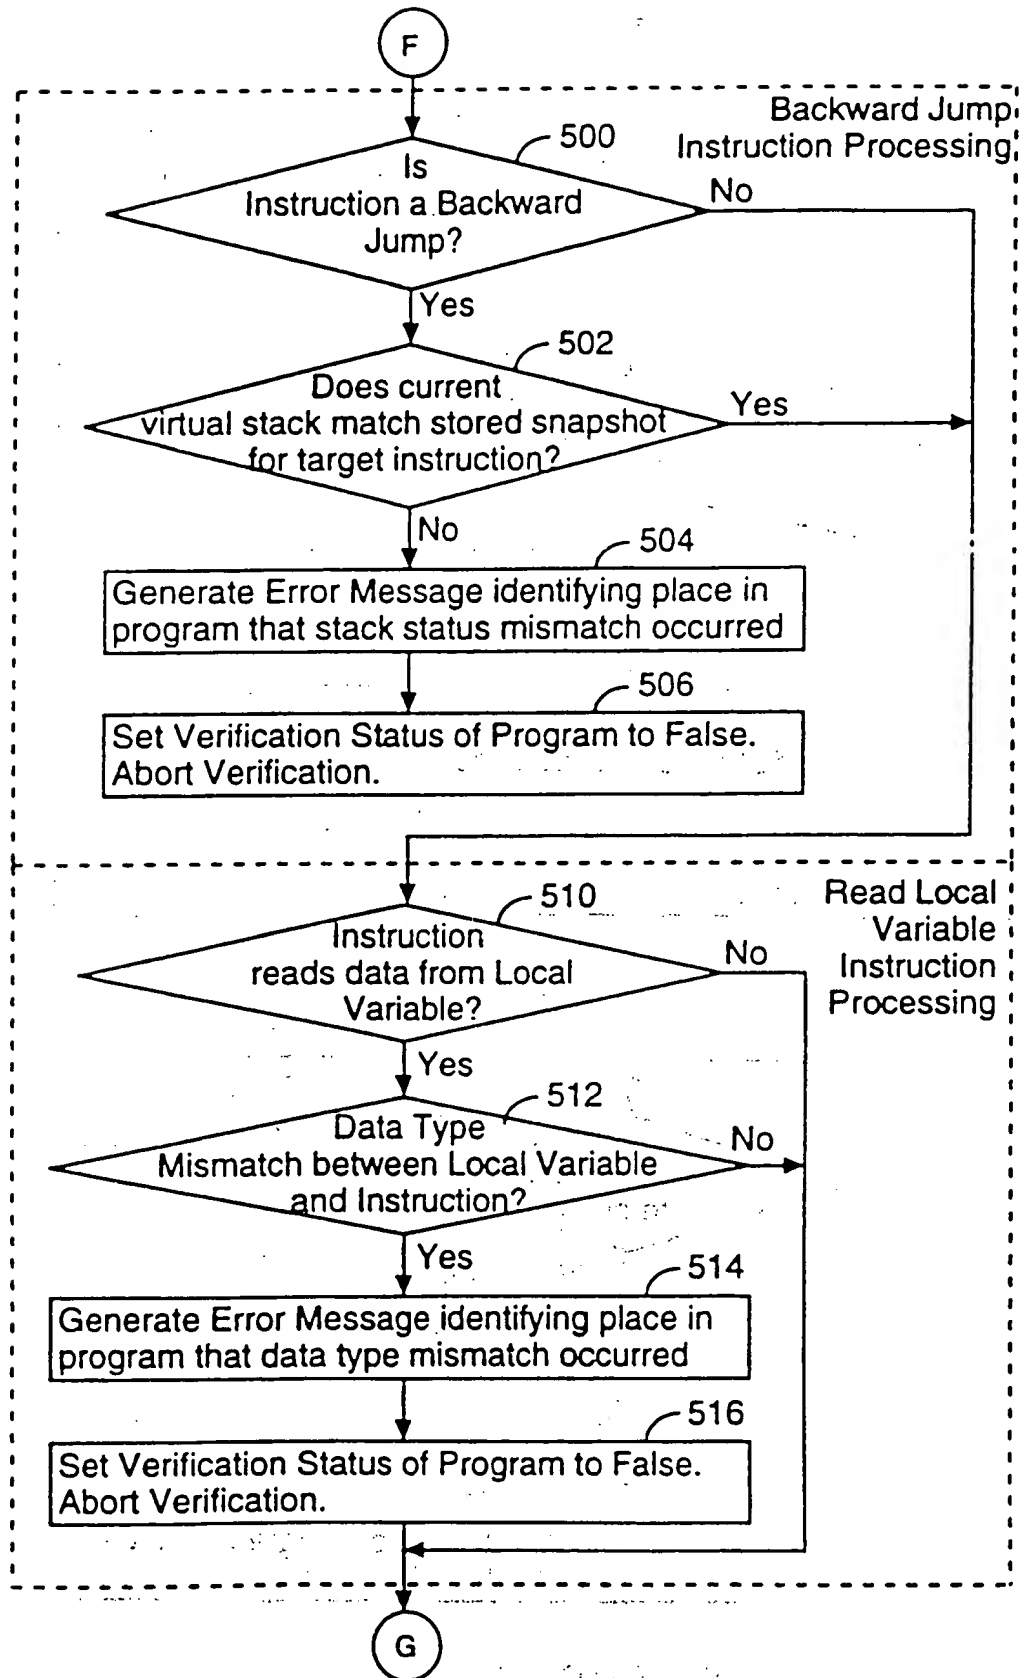 F
Backward Jump
Instruction Processing
500
Is
Instruction a Backward
Jump?
No
Yes
502
Does current
virtual stack match stored snapshot
for target instruction?
Yes
No
504
Generate Error Message identifying place in
program that stack status mismatch occurred
506
Set Verification Status of Program to False.
Abort Verification.
Read Local
Variable
Instruction
Processing
510
Instruction
reads data from Local
Variable?
No
Yes
512
Data Type
Mismatch between Local Variable
and Instruction?
No
Yes
514
Generate Error Message identifying place in
program that data type mismatch occurred
516
Set Verification Status of Program to False.
Abort Verification.
G